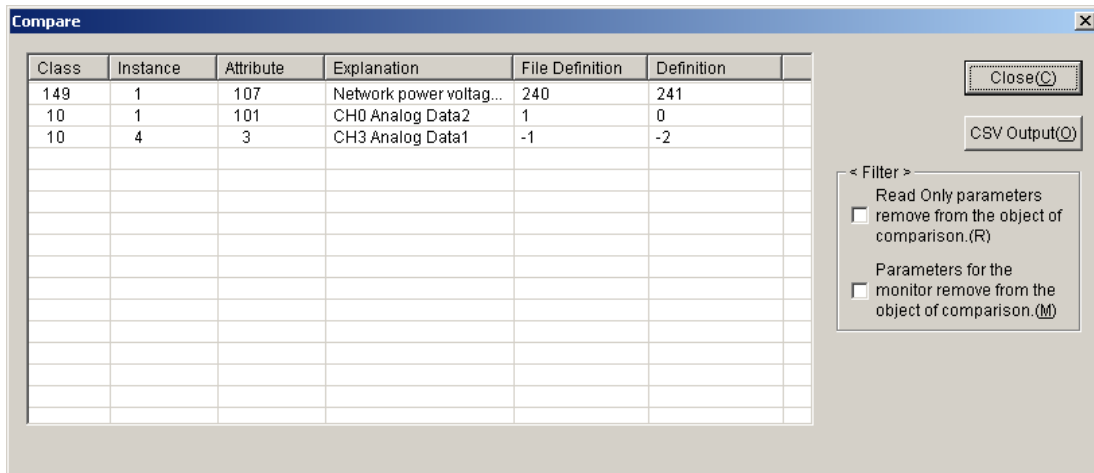 Compare
Class Instance Attribute Explanation File Definition Definition
149 1 107 Network power voltag... 240 241
10 1 101 CH0 Analog Data2 1 0
10 4 3 CH3 Analog Data1 -1 -2
Close(C)
CSV Output(O)
< Filter >
Read Only parameters
remove from the object of
comparison.(R)
Parameters for the
monitor remove from the
object of comparison.(M)